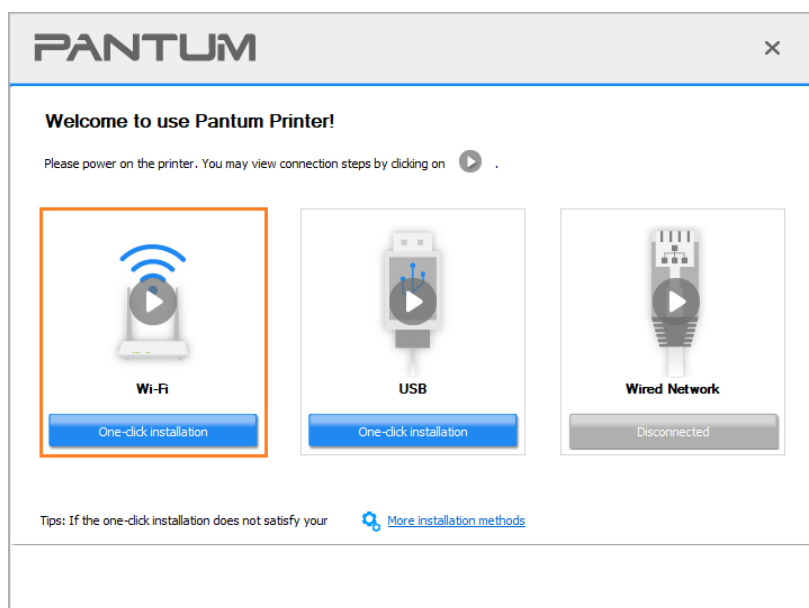 PANTUM
Welcome to use Pantum Printer!
Please power on the printer. You may view connection steps by clicking on .
Wi-Fi
USB
Wired Network
One-click installation
One-click installation
Disconnected
Tips: If the one-click installation does not satisfy your
More installation methods